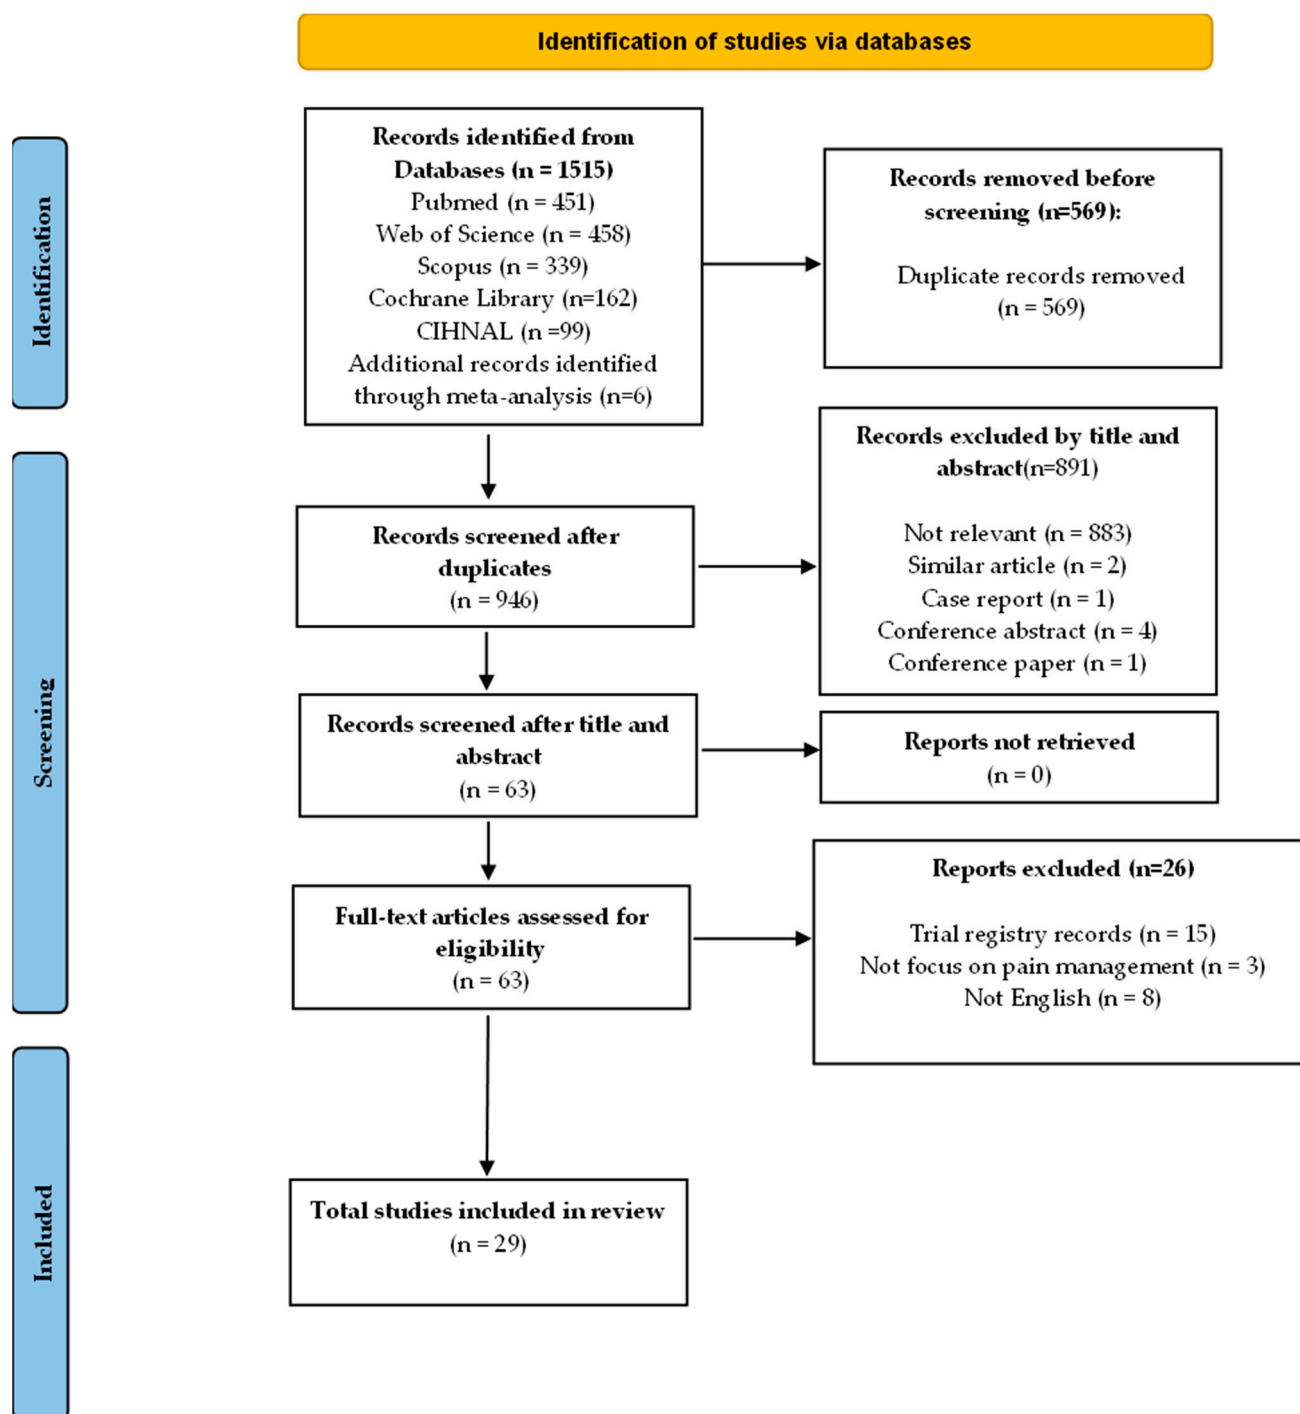 Identification of studies via databases
Identification
Records identified from
Databases (n = 1515)
Pubmed (n = 451)
Web of Science (n = 458)
Scopus (n = 339)
Cochrane Library (n=162)
CIHNAL (n =99)
Additional records identified
through meta-analysis (n=6)
Records removed before
screening (n=569):
Duplicate records removed
(n = 569)
Screening
Records screened after
duplicates
(n = 946)
Records excluded by title and
abstract(n=891)
Not relevant (n = 883)
Similar article (n = 2)
Case report (n = 1)
Conference abstract (n = 4)
Conference paper (n = 1)
Records screened after title and
abstract
(n = 63)
Reports not retrieved
(n = 0)
Full-text articles assessed for
eligibility
(n = 63)
Reports excluded (n=26)
Trial registry records (n = 15)
Not focus on pain management (n = 3)
Not English (n = 8)
Included
Total studies included in review
(n = 29)